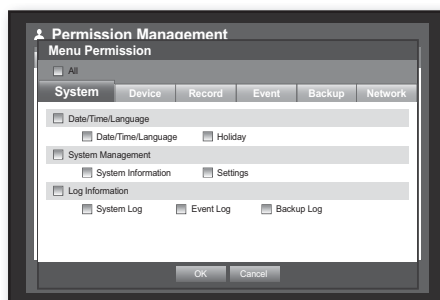 Permission Management
Menu Permission
All
System Device Record Event Backup Network
Date/Time/Language
Date/Time/Language Holiday
System Management
System Information Settings
Log Information
System Log Event Log Backup Log
OK Cancel